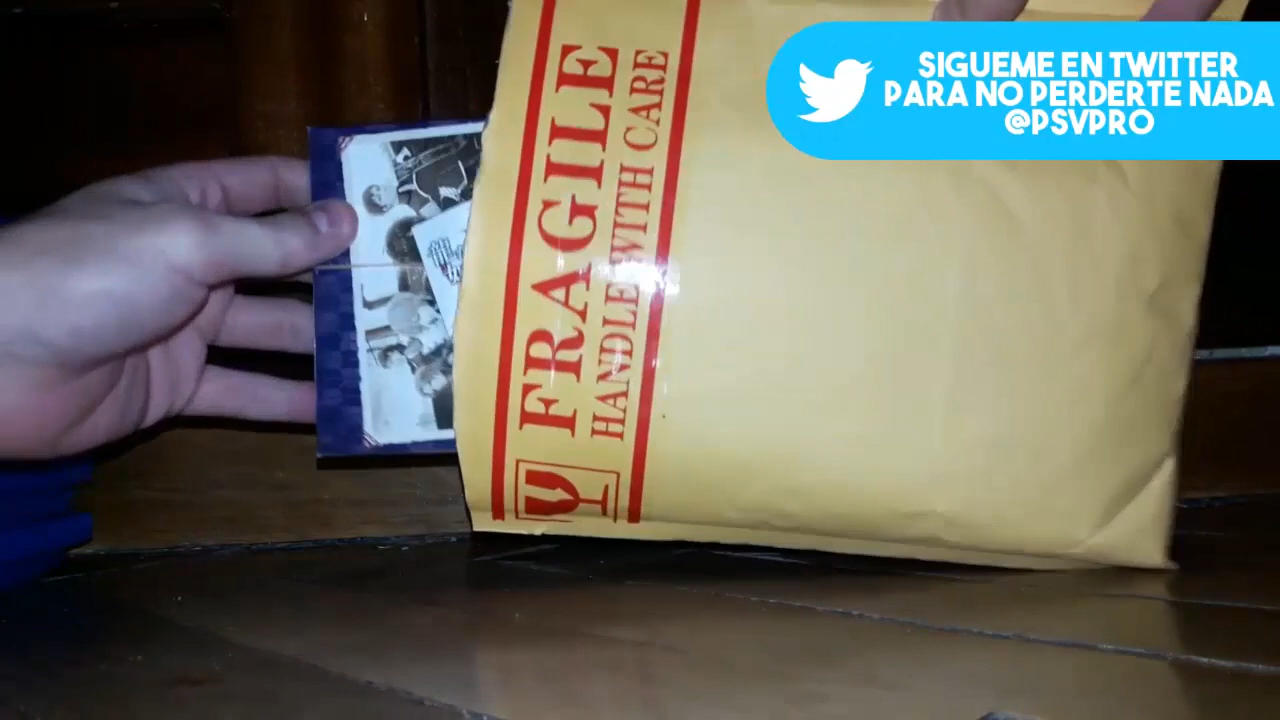 SIGUEME EN TWITTER
PARA NO PERDERTE NADA
@PSVPRO
FRAGILE
HANDLE WITH CARE